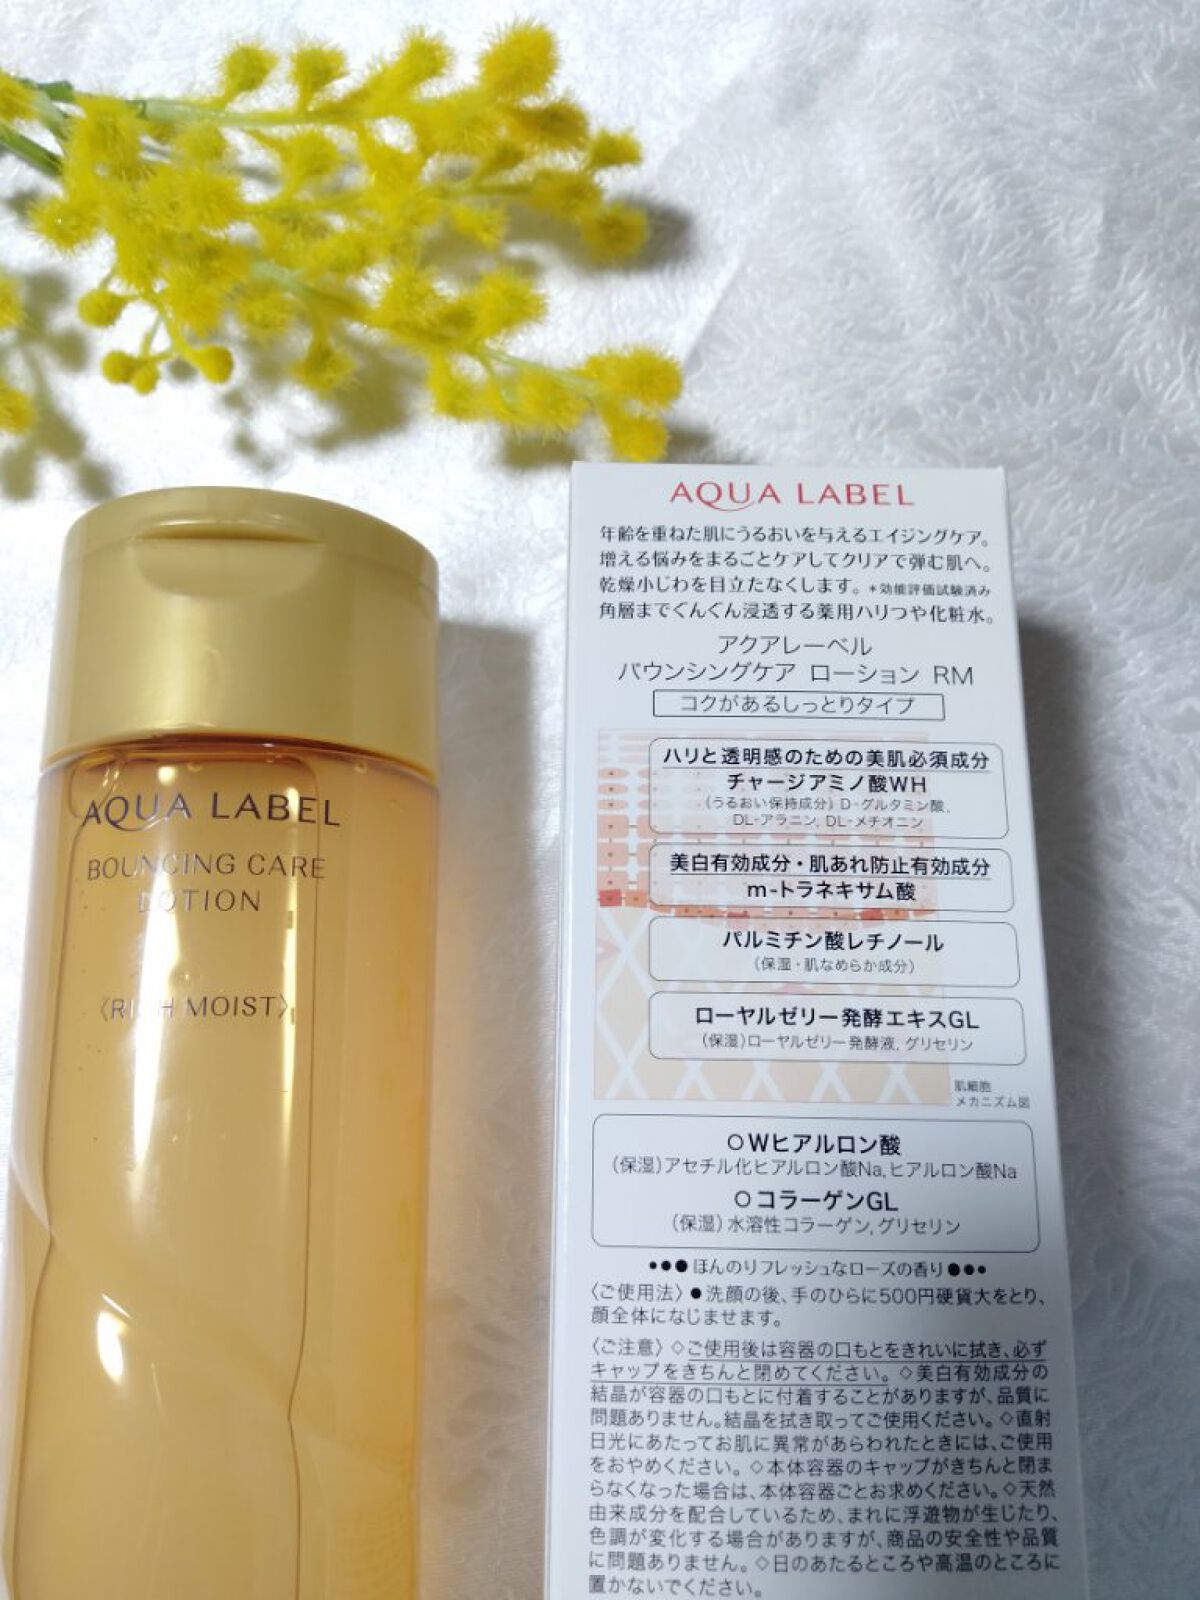 AQUA LABEL
BOUNCING CARE
LOTION
〈RICH MOIST〉
AQUA LABEL
年齢を重ねた肌にうるおいを与えるエイジングケア。
増える悩みをまるごとケアしてクリアで弾む肌へ。
乾燥小じわを目立たなくします。*効能評価試験済み
角層までぐんぐん浸透する薬用ハリつや化粧水。
アクアレーベル
バウンシングケア ローション RM
コクがあるしっとりタイプ
ハリと透明感のための美肌必須成分
チャージアミノ酸WH
(うるおい保持成分) D-グルタミン酸、
DL-アラニン、DL-メチオニン
美白有効成分・肌あれ防止有効成分
m-トラネキサム酸
パルミチン酸レチノール
(保湿・肌なめらか成分)
ローヤルゼリー発酵エキスGL
(保湿)ローヤルゼリー発酵液、グリセリン
肌細胞
メカニズム図
○Wヒアルロン酸
(保湿)アセチル化ヒアルロン酸Na、ヒアルロン酸Na
○コラーゲンGL
(保湿)水溶性コラーゲン、グリセリン
●●●ほんのりフレッシュなローズの香り●●●
〈ご使用法〉●洗顔の後、手のひらに500円硬貨大をとり、
顔全体になじませます。
〈ご注意〉◇ご使用後は容器の口もとをきれいに拭き、必ず
キャップをきちんと閉めてください。◇美白有効成分の
結晶が容器の口もとに付着することがありますが、品質に
問題ありません。結晶を拭き取ってご使用ください。◇直射
日光にあたってお肌に異常があらわれたときには、ご使用
をおやめください。◇本体容器のキャップがきちんと閉ま
らなくなった場合は、本体容器ごとお求めください。◇天然
由来成分を配合しているため、まれに浮遊物が生じたり、
色調が変化する場合がありますが、商品の安全性や品質
に問題ありません。◇日のあたるところや高温のところに
置かないでください。